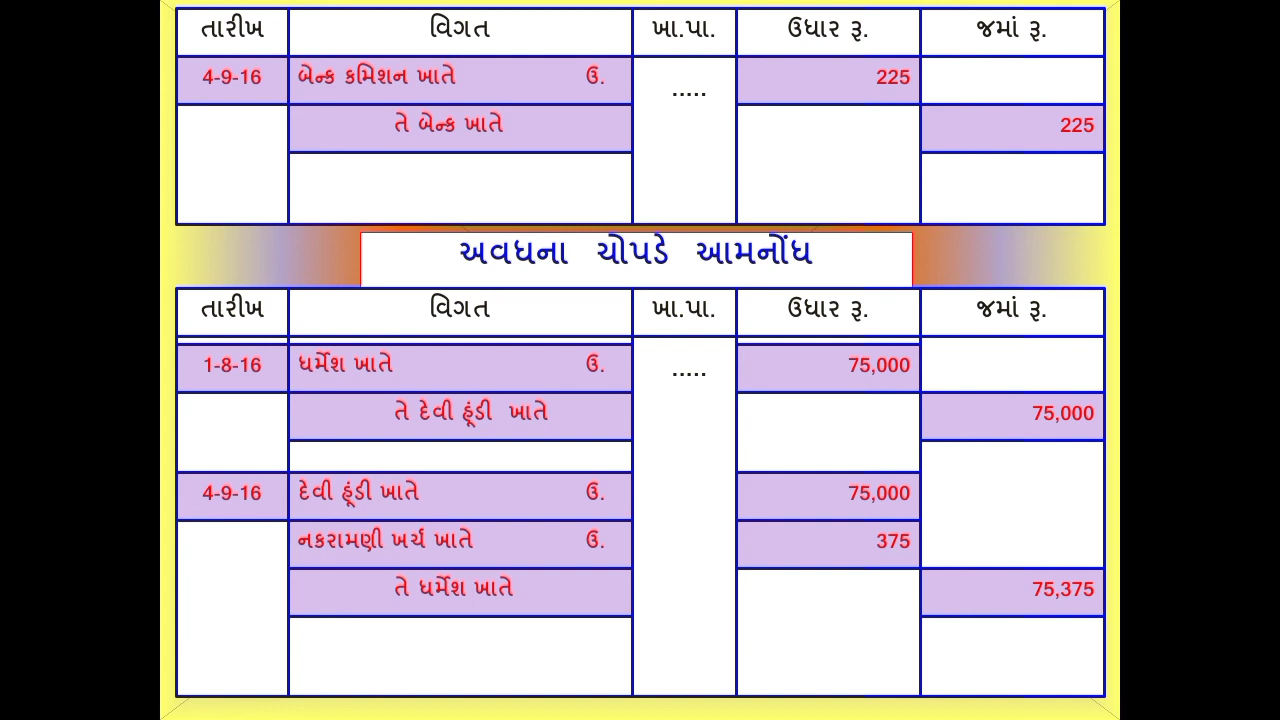 તારીખ વિગત ખા.પા. ઉધાર રૂ. જમાં રૂ.
4-9-16 બેન્ક કમિશન ખાતે ઉ. ..... 225
તે બેન્ક ખાતે 225
અવધના ચોપડે આમનોંધ
તારીખ વિગત ખા.પા. ઉધાર રૂ. જમાં રૂ.
1-8-16 ધર્મેશ ખાતે ઉ. ..... 75,000
તે દેવી હૂંડી ખાતે 75,000
4-9-16 દેવી હૂંડી ખાતે ઉ. 75,000
નકરામણી ખર્ચ ખાતે ઉ. 375
તે ધર્મેશ ખાતે 75,375